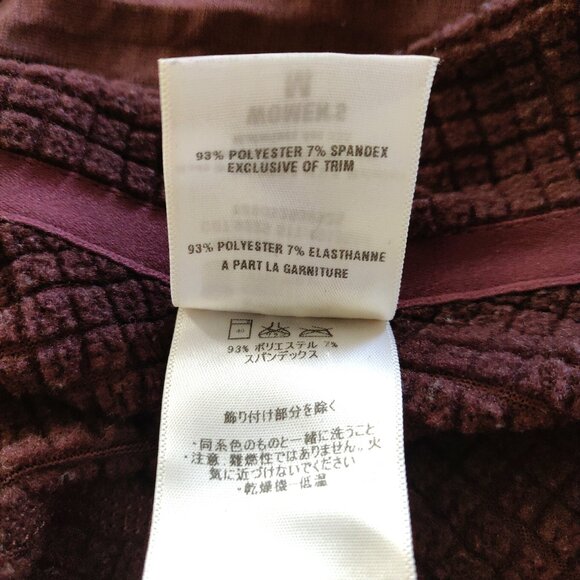 M
WOMEN'S
93% POLYESTER 7% SPANDEX
EXCLUSIVE OF TRIM
93% POLYESTER 7% ELASTHANNE
A PART LA GARNITURE
40
93% ポリエステル 7%
スパンデックス
飾り付け部分を除く
・同系色のものと一緒に洗うこと
・注意：難燃性ではありません。火
気に近づけないでください
・乾燥機－低温